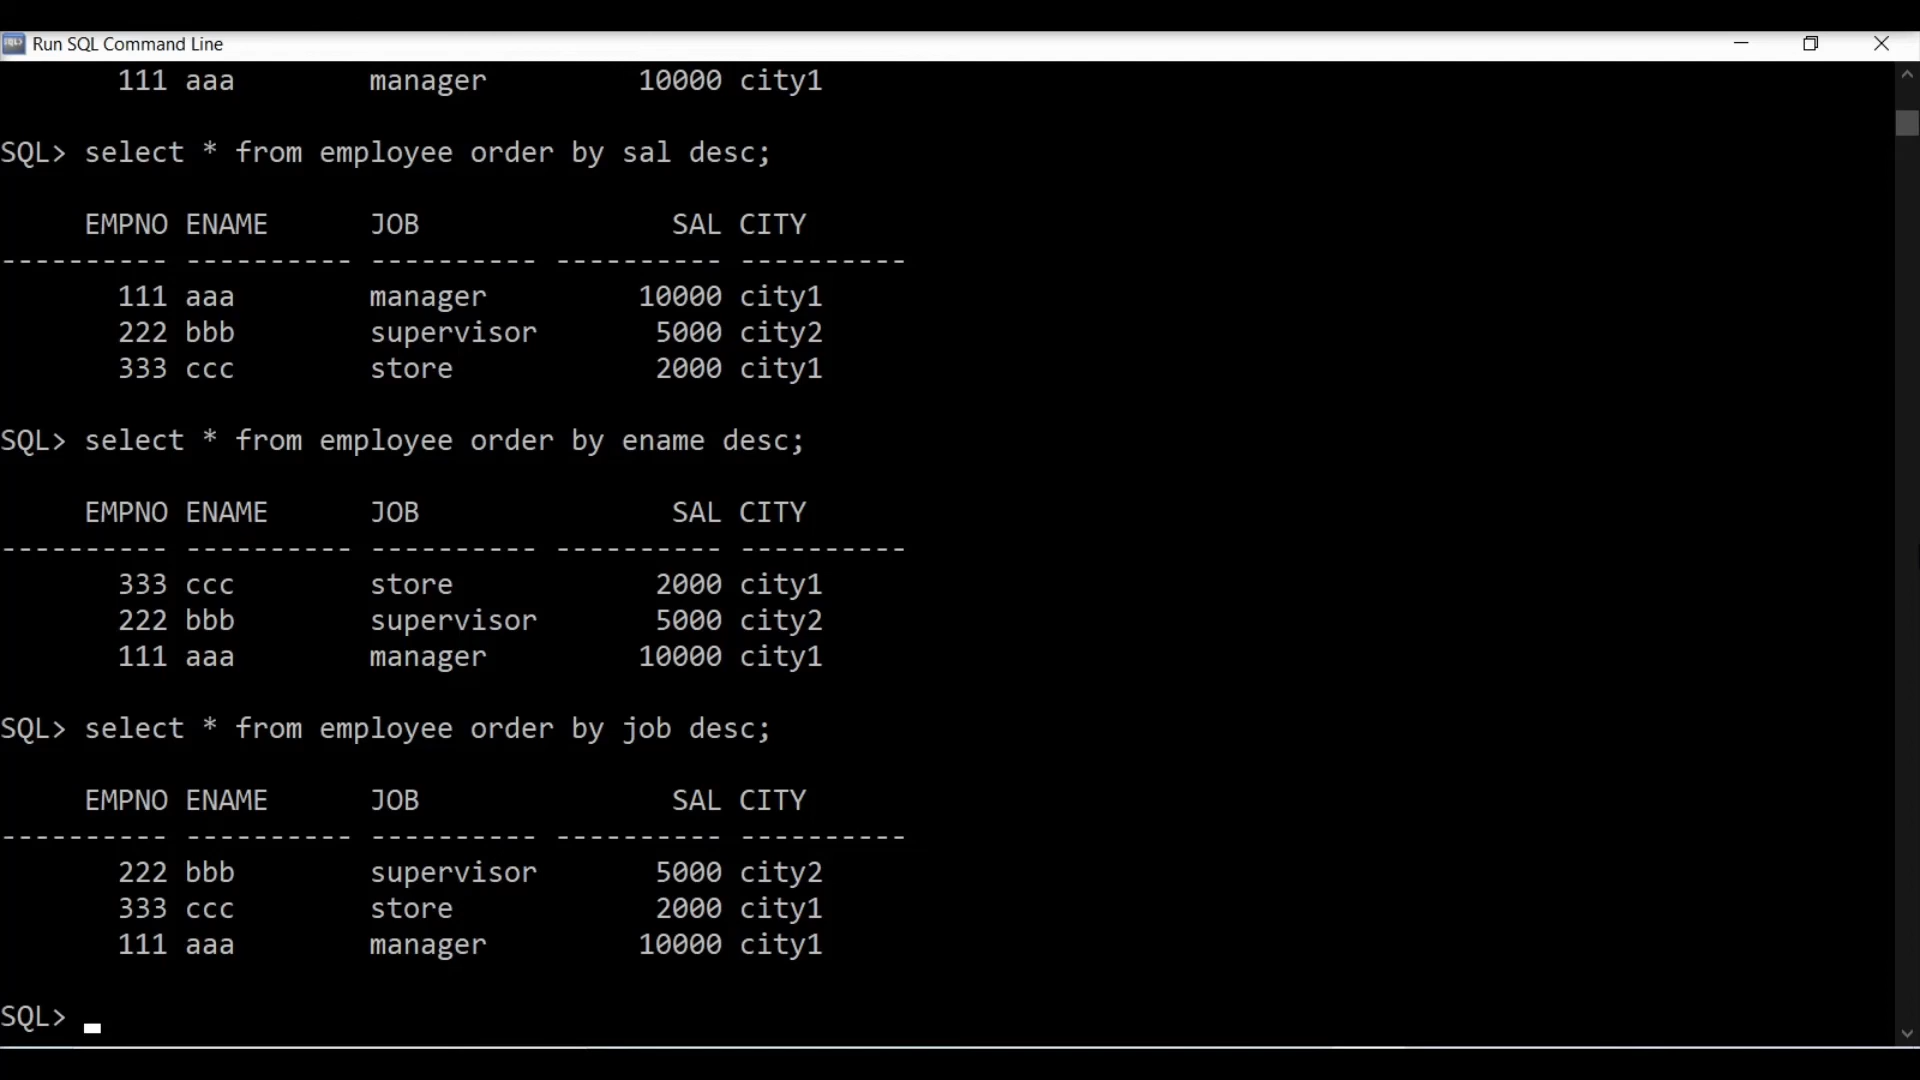 Run SQL Command Line
111 aaa manager 10000 city1
SQL> select * from employee order by sal desc;
EMPNO ENAME JOB SAL CITY
---------- ---------- ---------- ---------- ----------
111 aaa manager 10000 city1
222 bbb supervisor 5000 city2
333 ccc store 2000 city1
SQL> select * from employee order by ename desc;
EMPNO ENAME JOB SAL CITY
---------- ---------- ---------- ---------- ----------
333 ccc store 2000 city1
222 bbb supervisor 5000 city2
111 aaa manager 10000 city1
SQL> select * from employee order by job desc;
EMPNO ENAME JOB SAL CITY
---------- ---------- ---------- ---------- ----------
222 bbb supervisor 5000 city2
333 ccc store 2000 city1
111 aaa manager 10000 city1
SQL>